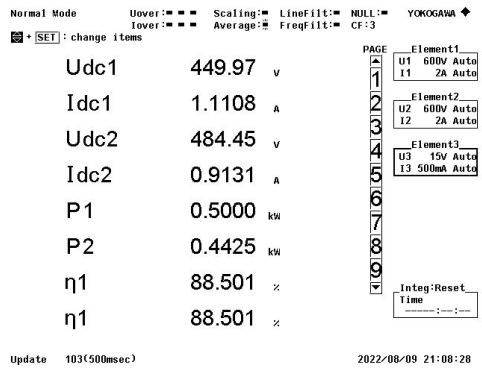 Normal Mode Uover: Scaling: LineFilt: NULL: YOKOGAWA
Iover: Average: FreqFilt: CF:3
+ SET : change items
PAGE
Udc1 449.97 V
Idc1 1.1108 A
Udc2 484.45 V
Idc2 0.9131 A
P1 0.5000 kW
P2 0.4425 kW
η1 88.501 %
η1 88.501 %
1
2
3
4
5
6
7
8
9
Element1
U1 600V Auto
I1 2A Auto
Element2
U2 600V Auto
I2 2A Auto
Element3
U3 15V Auto
I3 500mA Auto
Integ:Reset
Time
-----:--:--
Update 103(500msec) 2022/08/09 21:08:28